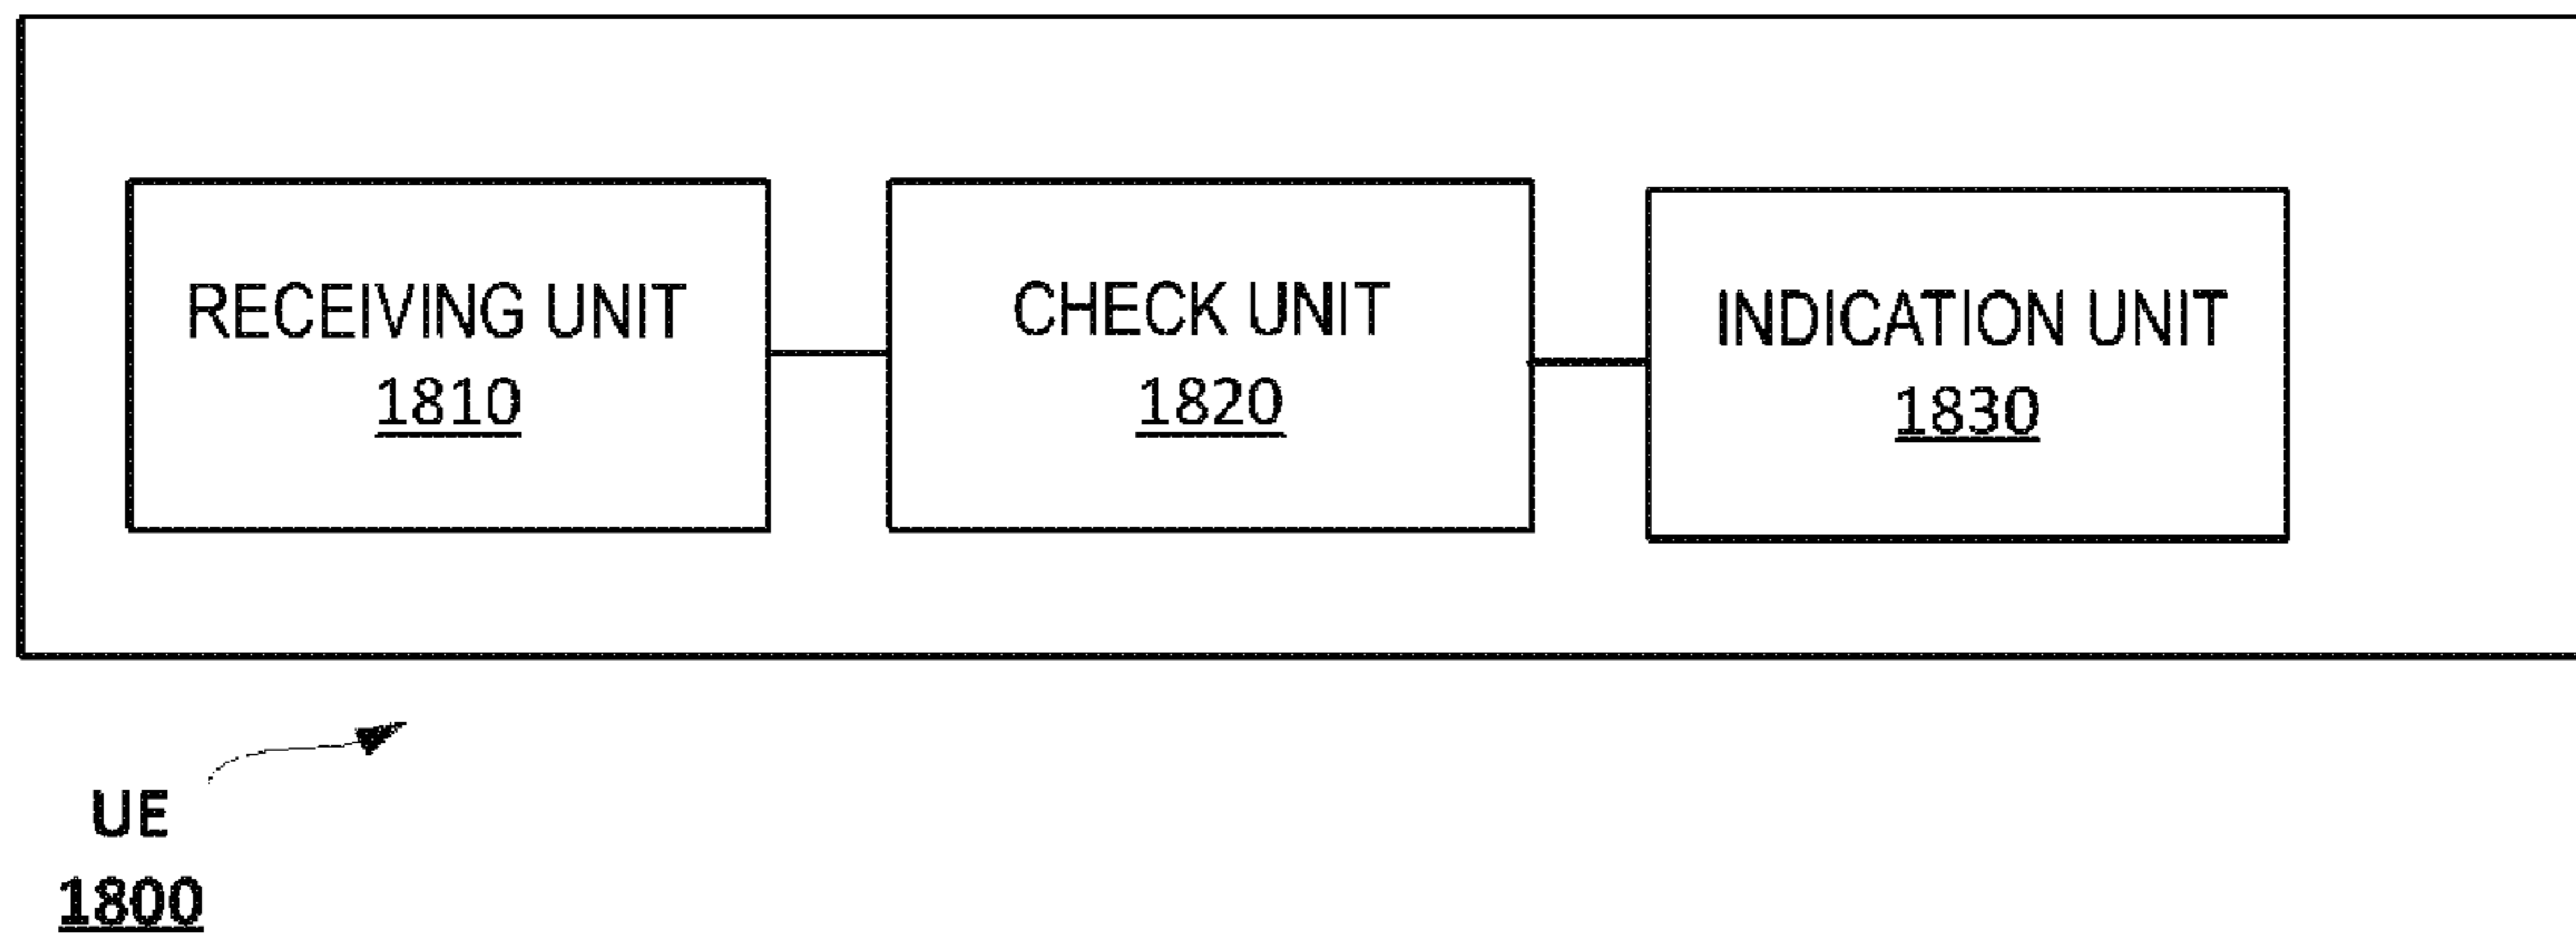 RECEIVING UNIT
1810
CHECK UNIT
1820
INDICATION UNIT
1830
UE
1800